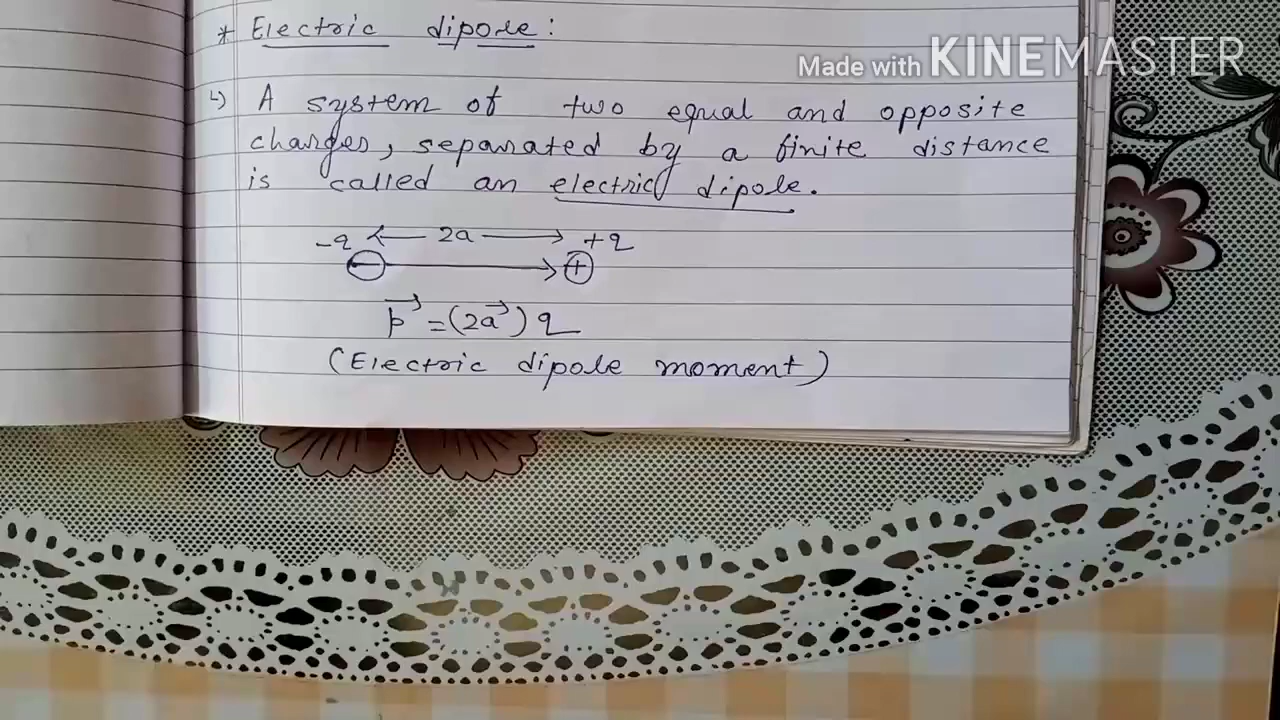 * Electric dipole:
Made with KINEMASTER
↳) A system of two equal and opposite
charges, separated by a finite distance
is called an electric dipole.
-q ← 2a → +q
⊖ → ⊕
p⃗ = (2a⃗) q
(Electric dipole moment)